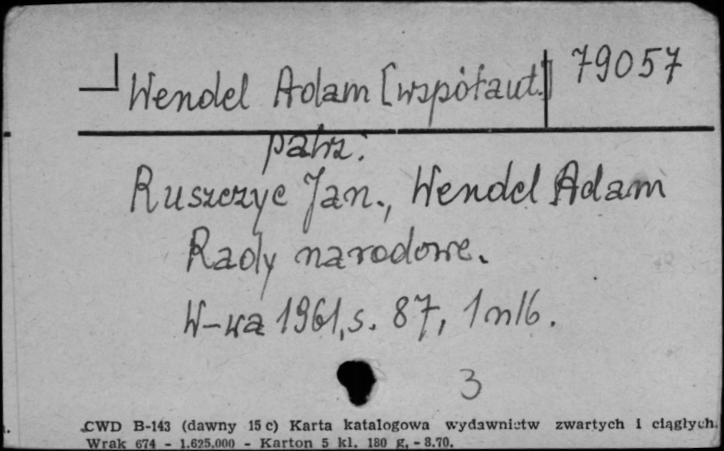 Wendel Adam [współaut.] 79057
patrz:
Ruszczyc Jan., Wendel Adam
Rady narodowe.
W-wa 1961, s. 87, 1 nlb.
3
CWD B-143 (dawny 15 c) Karta katalogowa wydawnictw zwartych i ciągłych.
Wrak 674 - 1.625.000 - Karton 5 kl. 180 g. - 8.70.